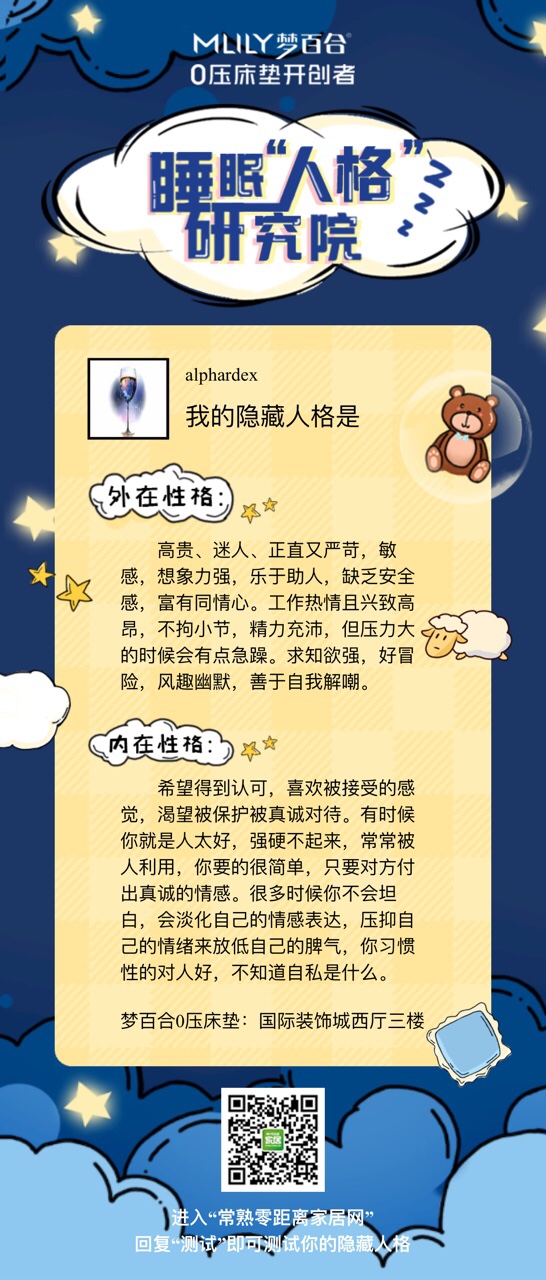 MLILY梦百合®
0压床垫开创者
睡眠“人格”
zzz
研究院
alphardex
我的隐藏人格是
外在性格：
高贵、迷人、正直又严苛，敏
感，想象力强，乐于助人，缺乏安全
感，富有同情心。工作热情且兴致高
昂，不拘小节，精力充沛，但压力大
的时候会有点急躁。求知欲强，好冒
险，风趣幽默，善于自我解嘲。
内在性格：
希望得到认可，喜欢被接受的感
觉，渴望被保护被真诚对待。有时候
你就是人太好，强硬不起来，常常被
人利用，你要的很简单，只要对方付
出真诚的情感。很多时候你不会坦
白，会淡化自己的情感表达，压抑自
己的情绪来放低自己的脾气，你习惯
性的对人好，不知道自私是什么。
梦百合0压床垫：国际装饰城西厅三楼
家居
进入“常熟零距离家居网”
回复“测试”即可测试你的隐藏人格